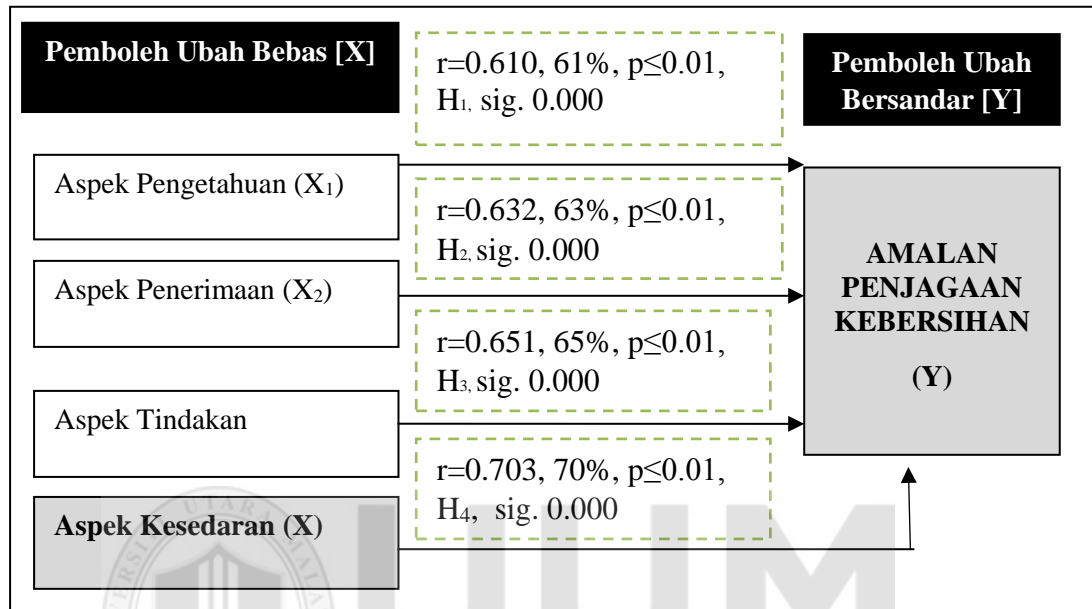 Pemboleh Ubah Bebas [X]
r=0.610, 61%, p≤0.01,
H₁, sig. 0.000
Pemboleh Ubah
Bersandar [Y]
Aspek Pengetahuan (X₁)
r=0.632, 63%, p≤0.01,
H₂, sig. 0.000
Aspek Penerimaan (X₂)
r=0.651, 65%, p≤0.01,
H₃, sig. 0.000
Aspek Tindakan
r=0.703, 70%, p≤0.01,
H₄, sig. 0.000
Aspek Kesedaran (X)
AMALAN
PENJAGAAN
KEBERSIHAN
(Y)
UTARA
UUM